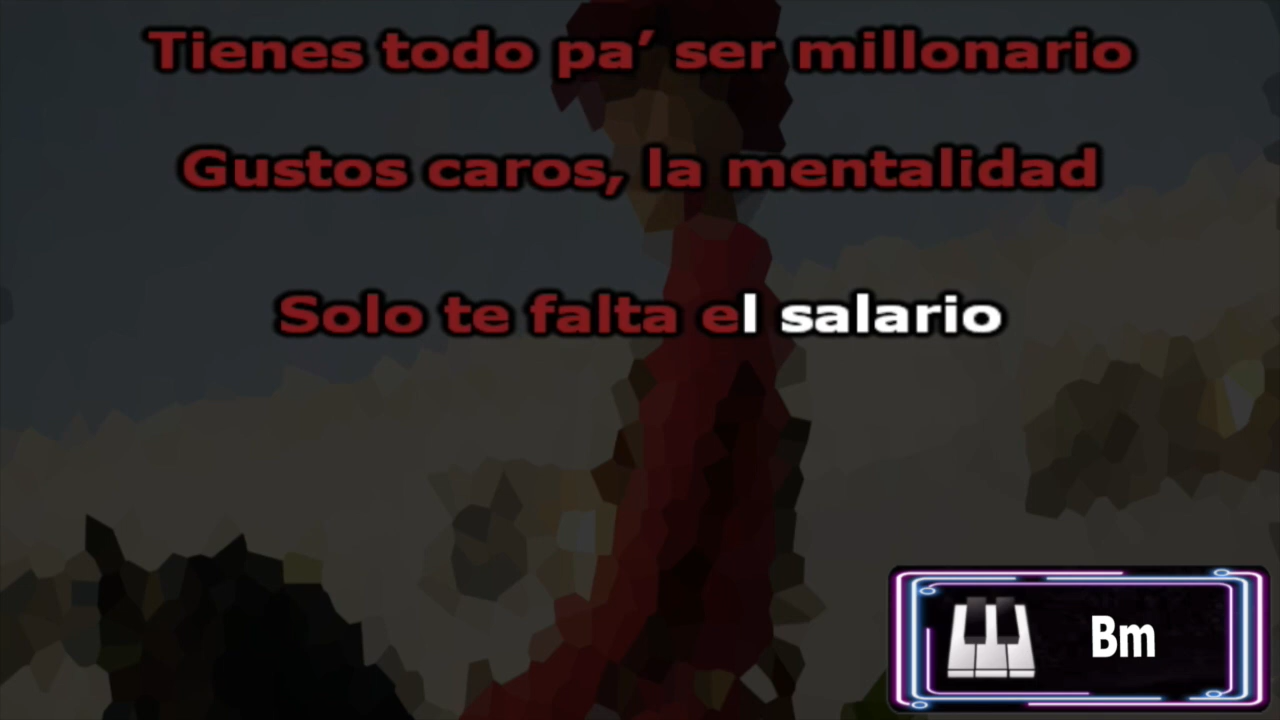 Tienes todo pa’ ser millonario
Gustos caros, la mentalidad
Solo te falta el salario
Bm